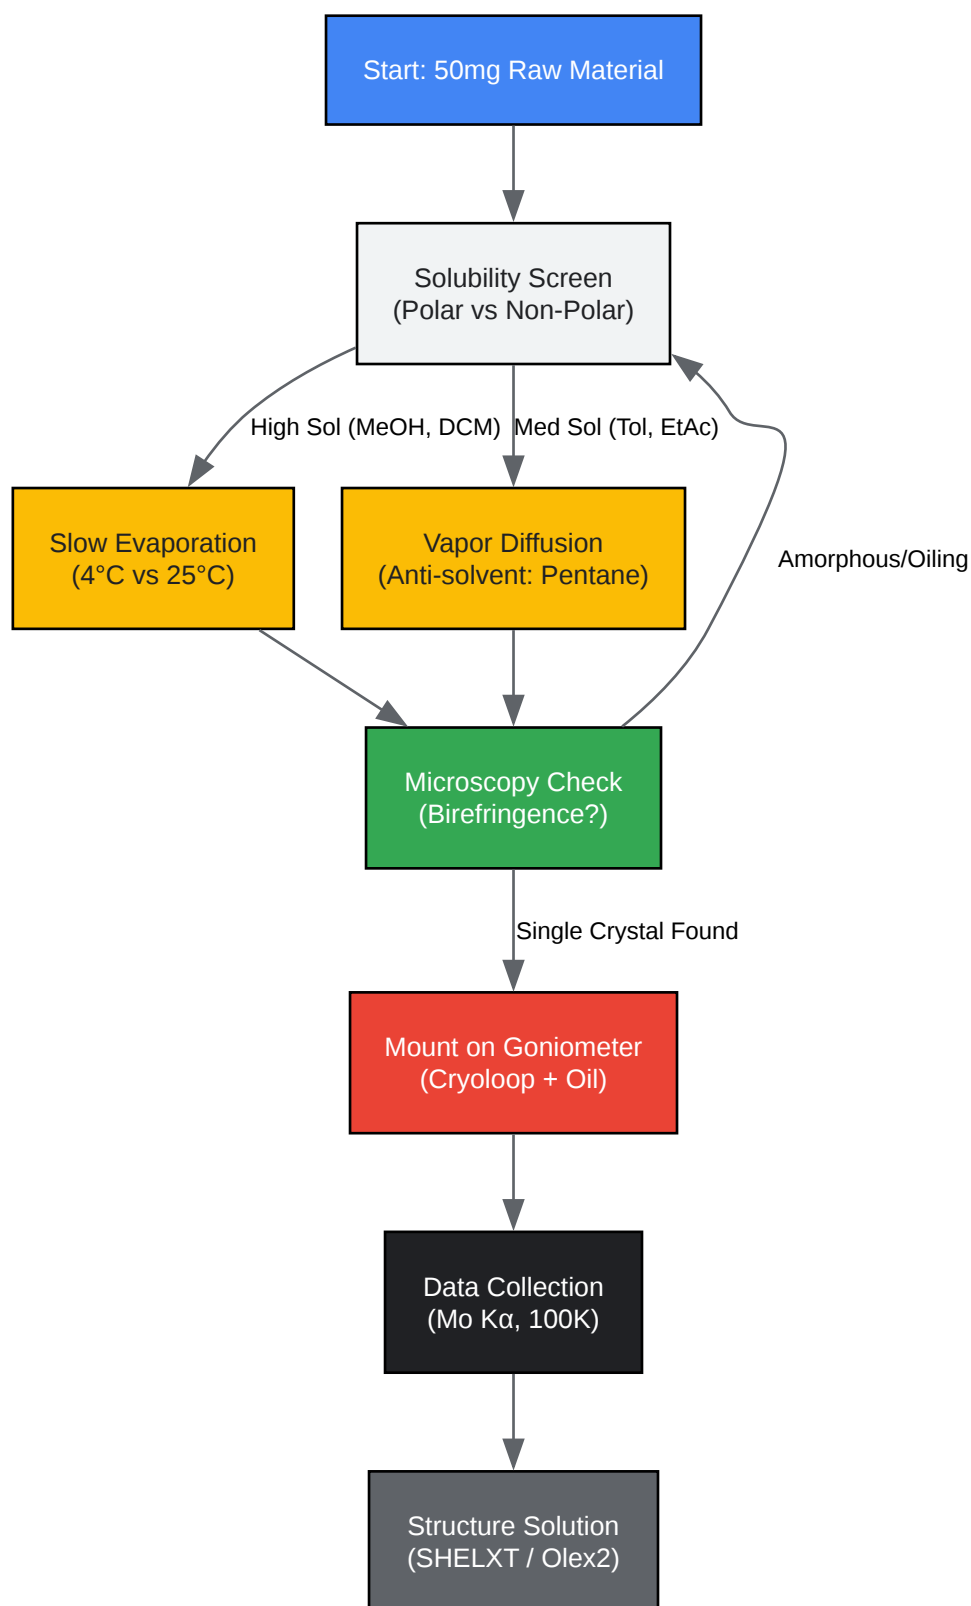 Start: 50mg Raw Material
Solubility Screen
(Polar vs Non-Polar)
High Sol (MeOH, DCM)
Med Sol (Tol, EtAc)
Slow Evaporation
(4°C vs 25°C)
Vapor Diffusion
(Anti-solvent: Pentane)
Amorphous/Oiling
Microscopy Check
(Birefringence?)
Single Crystal Found
Mount on Goniometer
(Cryoloop + Oil)
Data Collection
(Mo Kα, 100K)
Structure Solution
(SHELXT / Olex2)